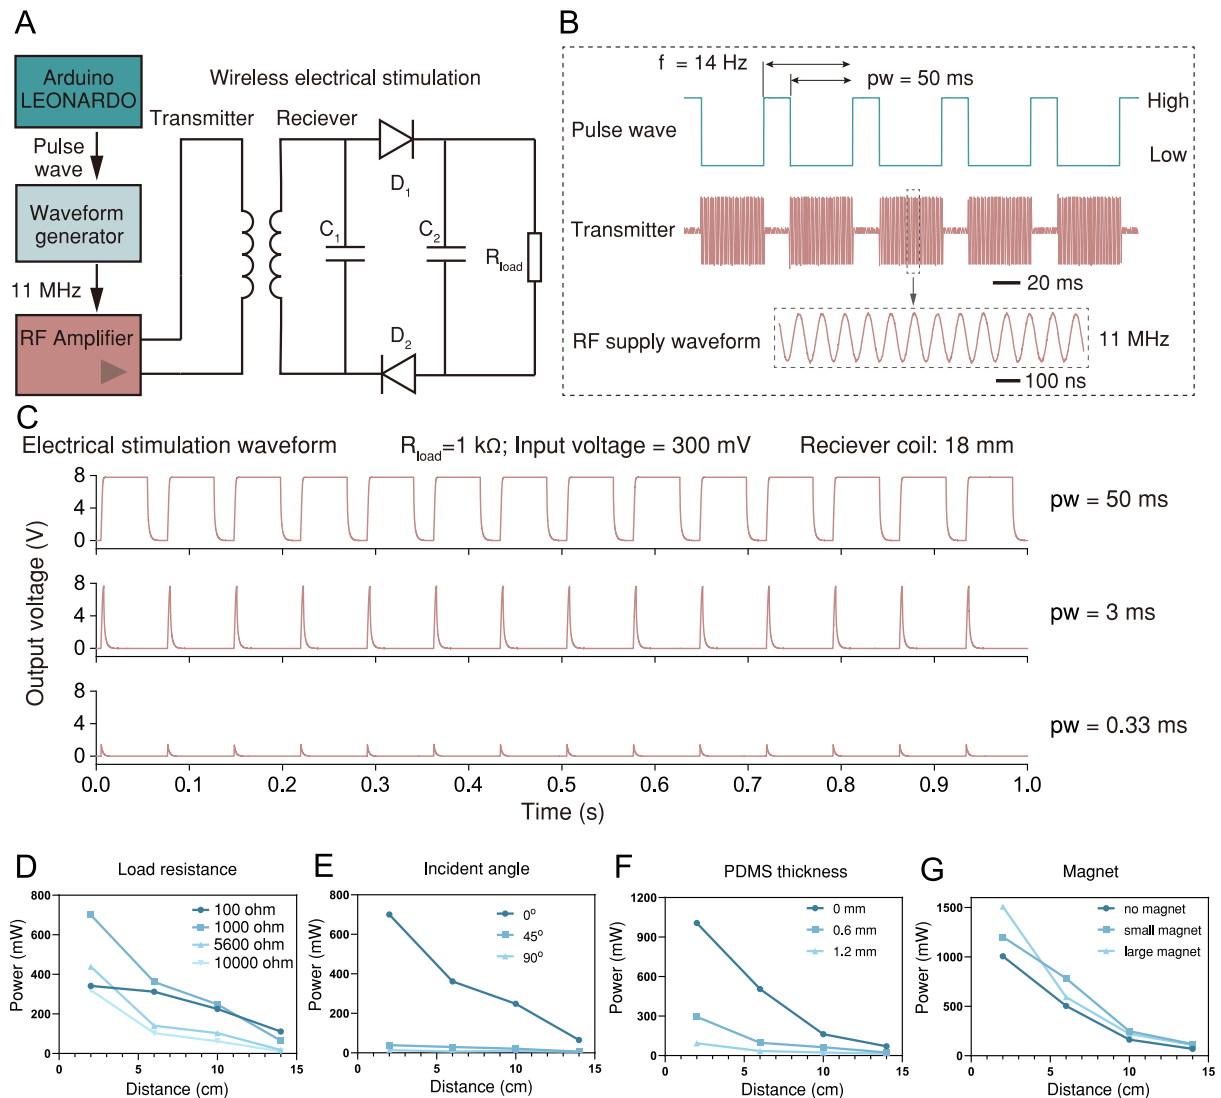 A
Arduino
LEONARDO
Pulse
wave
Waveform
generator
11 MHz
RF Amplifier
Wireless electrical stimulation
Transmitter
Reciever
D1
C1
C2
Rload
D2
B
f = 14 Hz
pw = 50 ms
Pulse wave
High
Low
Transmitter
20 ms
RF supply waveform
11 MHz
100 ns
C
Electrical stimulation waveform
Rload=1 kΩ; Input voltage = 300 mV
Reciever coil: 18 mm
Output voltage (V)
8
4
0
pw = 50 ms
8
4
0
pw = 3 ms
8
4
0
pw = 0.33 ms
0.0 0.1 0.2 0.3 0.4 0.5 0.6 0.7 0.8 0.9 1.0
Time (s)
D
Load resistance
Power (mW)
800
600
400
200
0
100 ohm
1000 ohm
5600 ohm
10000 ohm
0 5 10 15
Distance (cm)
E
Incident angle
Power (mW)
800
600
400
200
0
0°
45°
90°
0 5 10 15
Distance (cm)
F
PDMS thickness
Power (mW)
1200
900
600
300
0
0 mm
0.6 mm
1.2 mm
0 5 10 15
Distance (cm)
G
Magnet
Power (mW)
1500
1000
500
0
no magnet
small magnet
large magnet
0 5 10 15
Distance (cm)